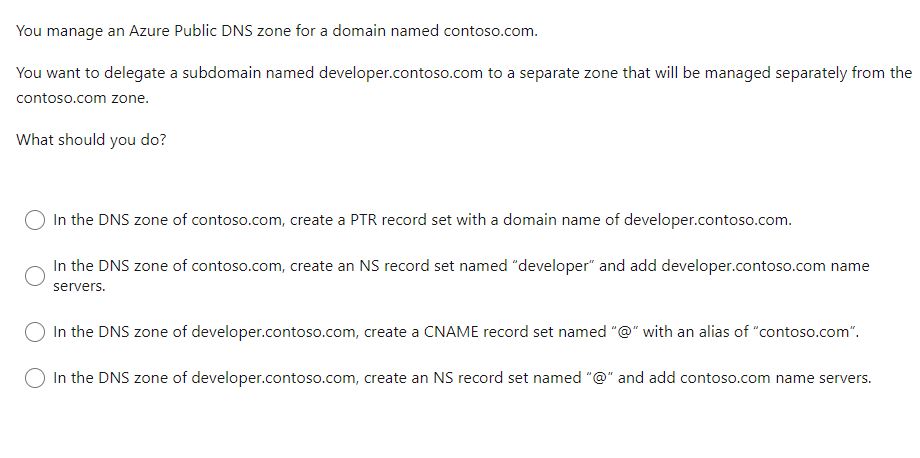 You manage an Azure Public DNS zone for a domain named contoso.com.
You want to delegate a subdomain named developer.contoso.com to a separate zone that will be managed separately from the
contoso.com zone.
What should you do?
In the DNS zone of contoso.com, create a PTR record set with a domain name of developer.contoso.com.
In the DNS zone of contoso.com, create an NS record set named “developer” and add developer.contoso.com name
servers.
In the DNS zone of developer.contoso.com, create a CNAME record set named “@” with an alias of “contoso.com”.
In the DNS zone of developer.contoso.com, create an NS record set named “@” and add contoso.com name servers.